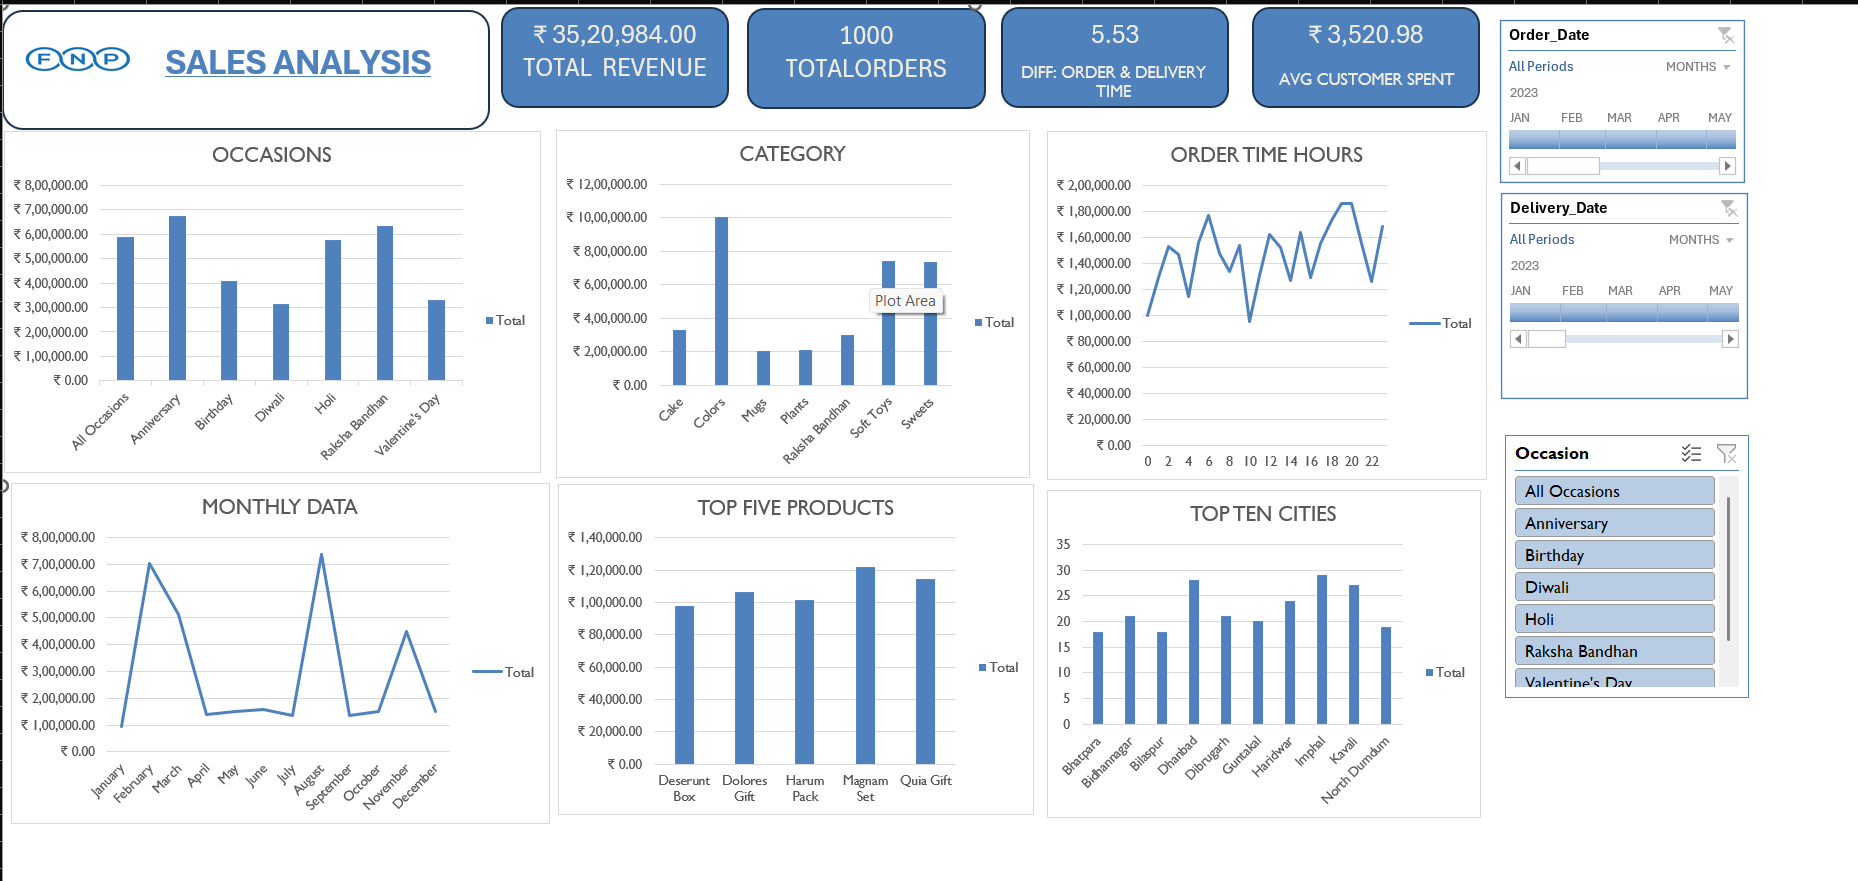 FNP
SALES ANALYSIS
₹ 35,20,984.00
TOTAL REVENUE
1000
TOTALORDERS
5.53
DIFF: ORDER & DELIVERY
TIME
₹ 3,520.98
AVG CUSTOMER SPENT
Order_Date
All Periods
MONTHS
2023
JAN FEB MAR APR MAY
Delivery_Date
All Periods
MONTHS
2023
JAN FEB MAR APR MAY
OCCASIONS
₹ 8,00,000.00
₹ 7,00,000.00
₹ 6,00,000.00
₹ 5,00,000.00
₹ 4,00,000.00
₹ 3,00,000.00
₹ 2,00,000.00
₹ 1,00,000.00
₹ 0.00
All Occasions
Anniversary
Birthday
Diwali
Holi
Raksha Bandhan
Valentine's Day
Total
CATEGORY
₹ 12,00,000.00
₹ 10,00,000.00
₹ 8,00,000.00
₹ 6,00,000.00
₹ 4,00,000.00
₹ 2,00,000.00
₹ 0.00
Cake
Colors
Mugs
Plants
Raksha Bandhan
Soft Toys
Sweets
Plot Area
Total
ORDER TIME HOURS
₹ 2,00,000.00
₹ 1,80,000.00
₹ 1,60,000.00
₹ 1,40,000.00
₹ 1,20,000.00
₹ 1,00,000.00
₹ 80,000.00
₹ 60,000.00
₹ 40,000.00
₹ 20,000.00
₹ 0.00
0 2 4 6 8 10 12 14 16 18 20 22
Total
MONTHLY DATA
₹ 8,00,000.00
₹ 7,00,000.00
₹ 6,00,000.00
₹ 5,00,000.00
₹ 4,00,000.00
₹ 3,00,000.00
₹ 2,00,000.00
₹ 1,00,000.00
₹ 0.00
January
February
March
April
May
June
July
August
September
October
November
December
Total
TOP FIVE PRODUCTS
₹ 1,40,000.00
₹ 1,20,000.00
₹ 1,00,000.00
₹ 80,000.00
₹ 60,000.00
₹ 40,000.00
₹ 20,000.00
₹ 0.00
Deserunt
Box
Dolores
Gift
Harum
Pack
Magnam
Set
Quia Gift
Total
TOP TEN CITIES
35
30
25
20
15
10
5
0
Bhatpara
Bidhannagar
Bilaspur
Dhanbad
Dibrugarh
Guntakal
Haridwar
Imphal
Kavali
North Dumdum
Total
Occasion
All Occasions
Anniversary
Birthday
Diwali
Holi
Raksha Bandhan
Valentine's Day